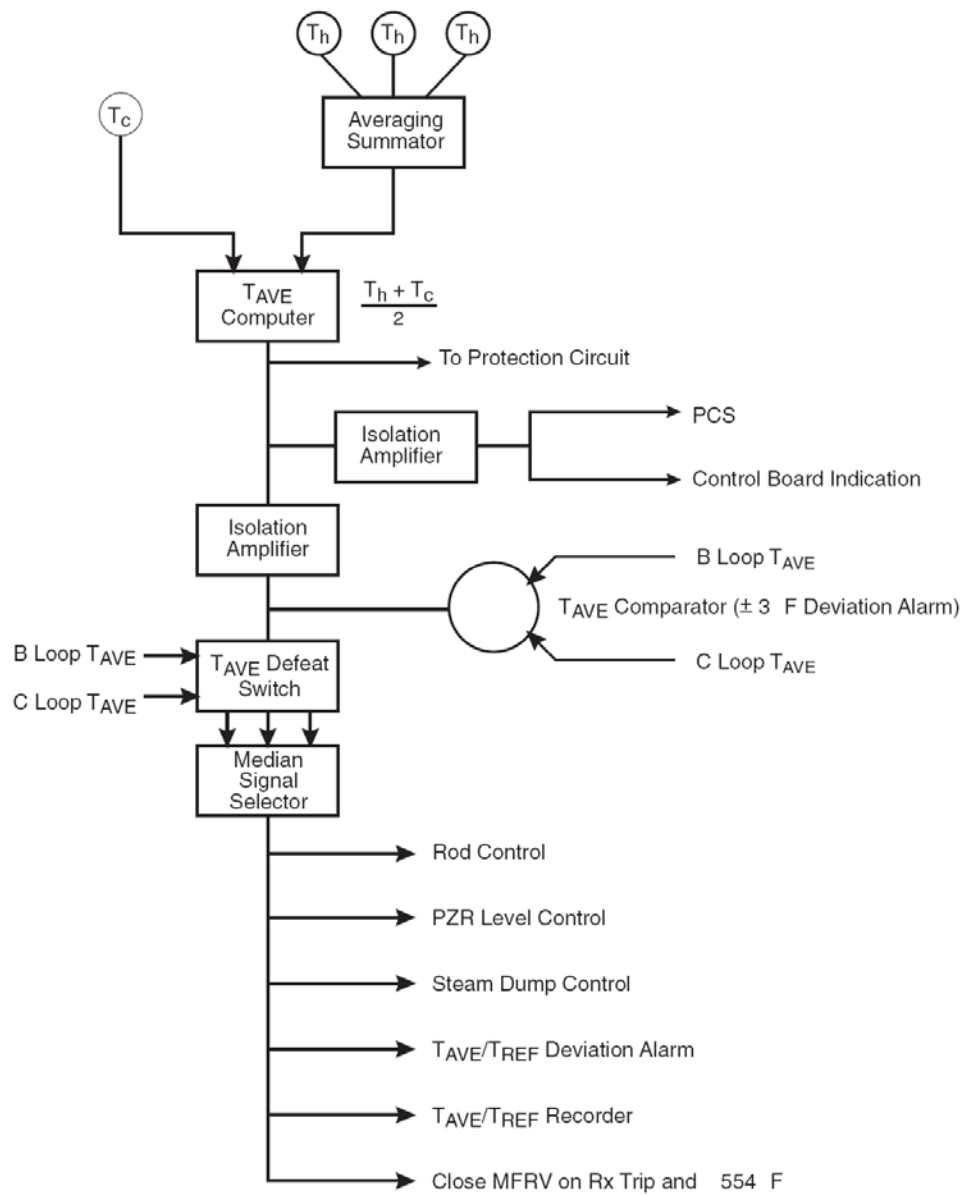 Th Th Th
Tc
Averaging
Summator
TAVE
Computer
Th + Tc
2
To Protection Circuit
Isolation
Amplifier
PCS
Control Board Indication
Isolation
Amplifier
B Loop TAVE
TAVE Comparator (± 3 F Deviation Alarm)
C Loop TAVE
B Loop TAVE
C Loop TAVE
TAVE Defeat
Switch
Median
Signal
Selector
Rod Control
PZR Level Control
Steam Dump Control
TAVE/TREF Deviation Alarm
TAVE/TREF Recorder
Close MFRV on Rx Trip and 554 F